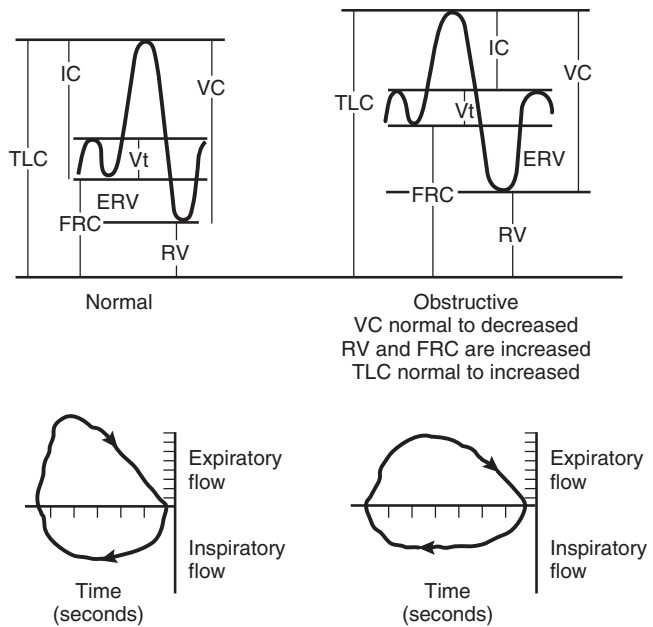 IC
VC
TLC
Vt
ERV
FRC
RV
Normal
IC
VC
TLC
Vt
ERV
FRC
RV
Obstructive
VC normal to decreased
RV and FRC are increased
TLC normal to increased
Expiratory
flow
Inspiratory
flow
Time
(seconds)
Expiratory
flow
Inspiratory
flow
Time
(seconds)